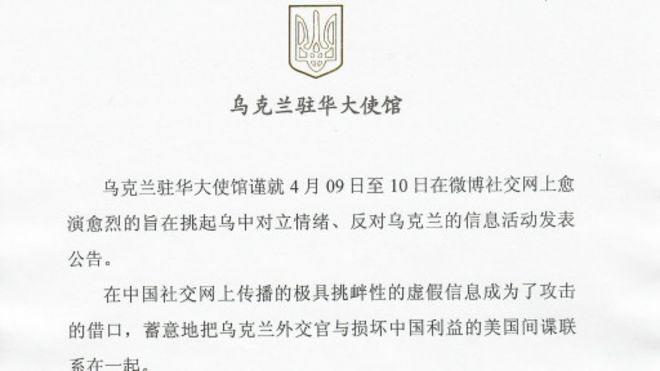 乌克兰驻华大使馆
乌克兰驻华大使馆谨就4月09日至10日在微博社交网上愈
演愈烈的旨在挑起乌中对立情绪、反对乌克兰的信息活动发表
公告。
在中国社交网上传播的极具挑衅性的虚假信息成为了攻击
的借口，蓄意地把乌克兰外交官与损坏中国利益的美国间谍联
系在一起。